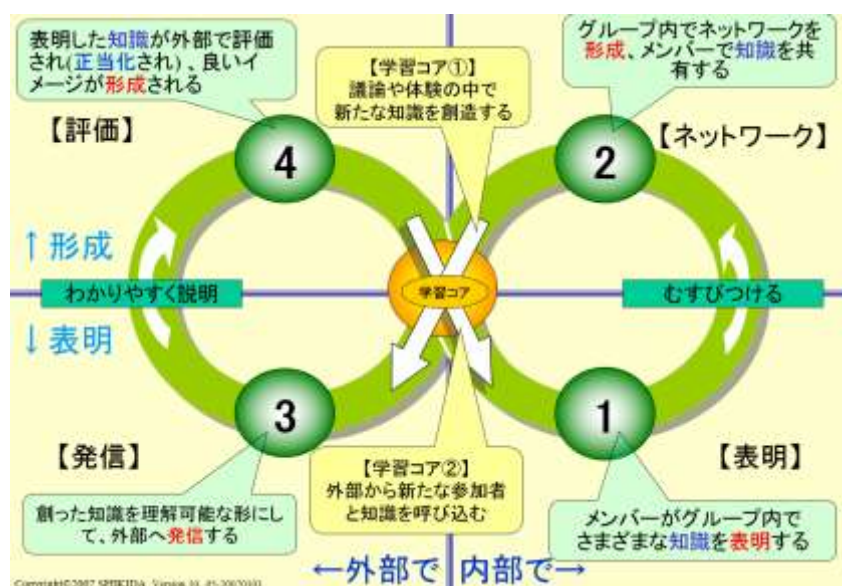 表明した知識が外部で評価
され(正当化され)、良いイ
メージが形成される
【評価】
4
【学習コア①】
議論や体験の中で
新たな知識を創造する
グループ内でネットワークを
形成、メンバーで知識を共
有する
2
【ネットワーク】
↑形成
わかりやすく説明
学習コア
むすびつける
↓表明
3
【発信】
創った知識を理解可能な形にし
て、外部へ発信する
【学習コア②】
外部から新たな参加者
と知識を呼び込む
1
【表明】
メンバーがグループ内で
さまざまな知識を表明する
←外部で 内部で→
Copyright©2007 SHIKIDA,